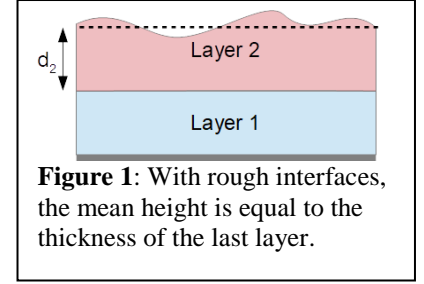 Layer 2
d2
Layer 1
Figure 1: With rough interfaces,
the mean height is equal to the
thickness of the last layer.